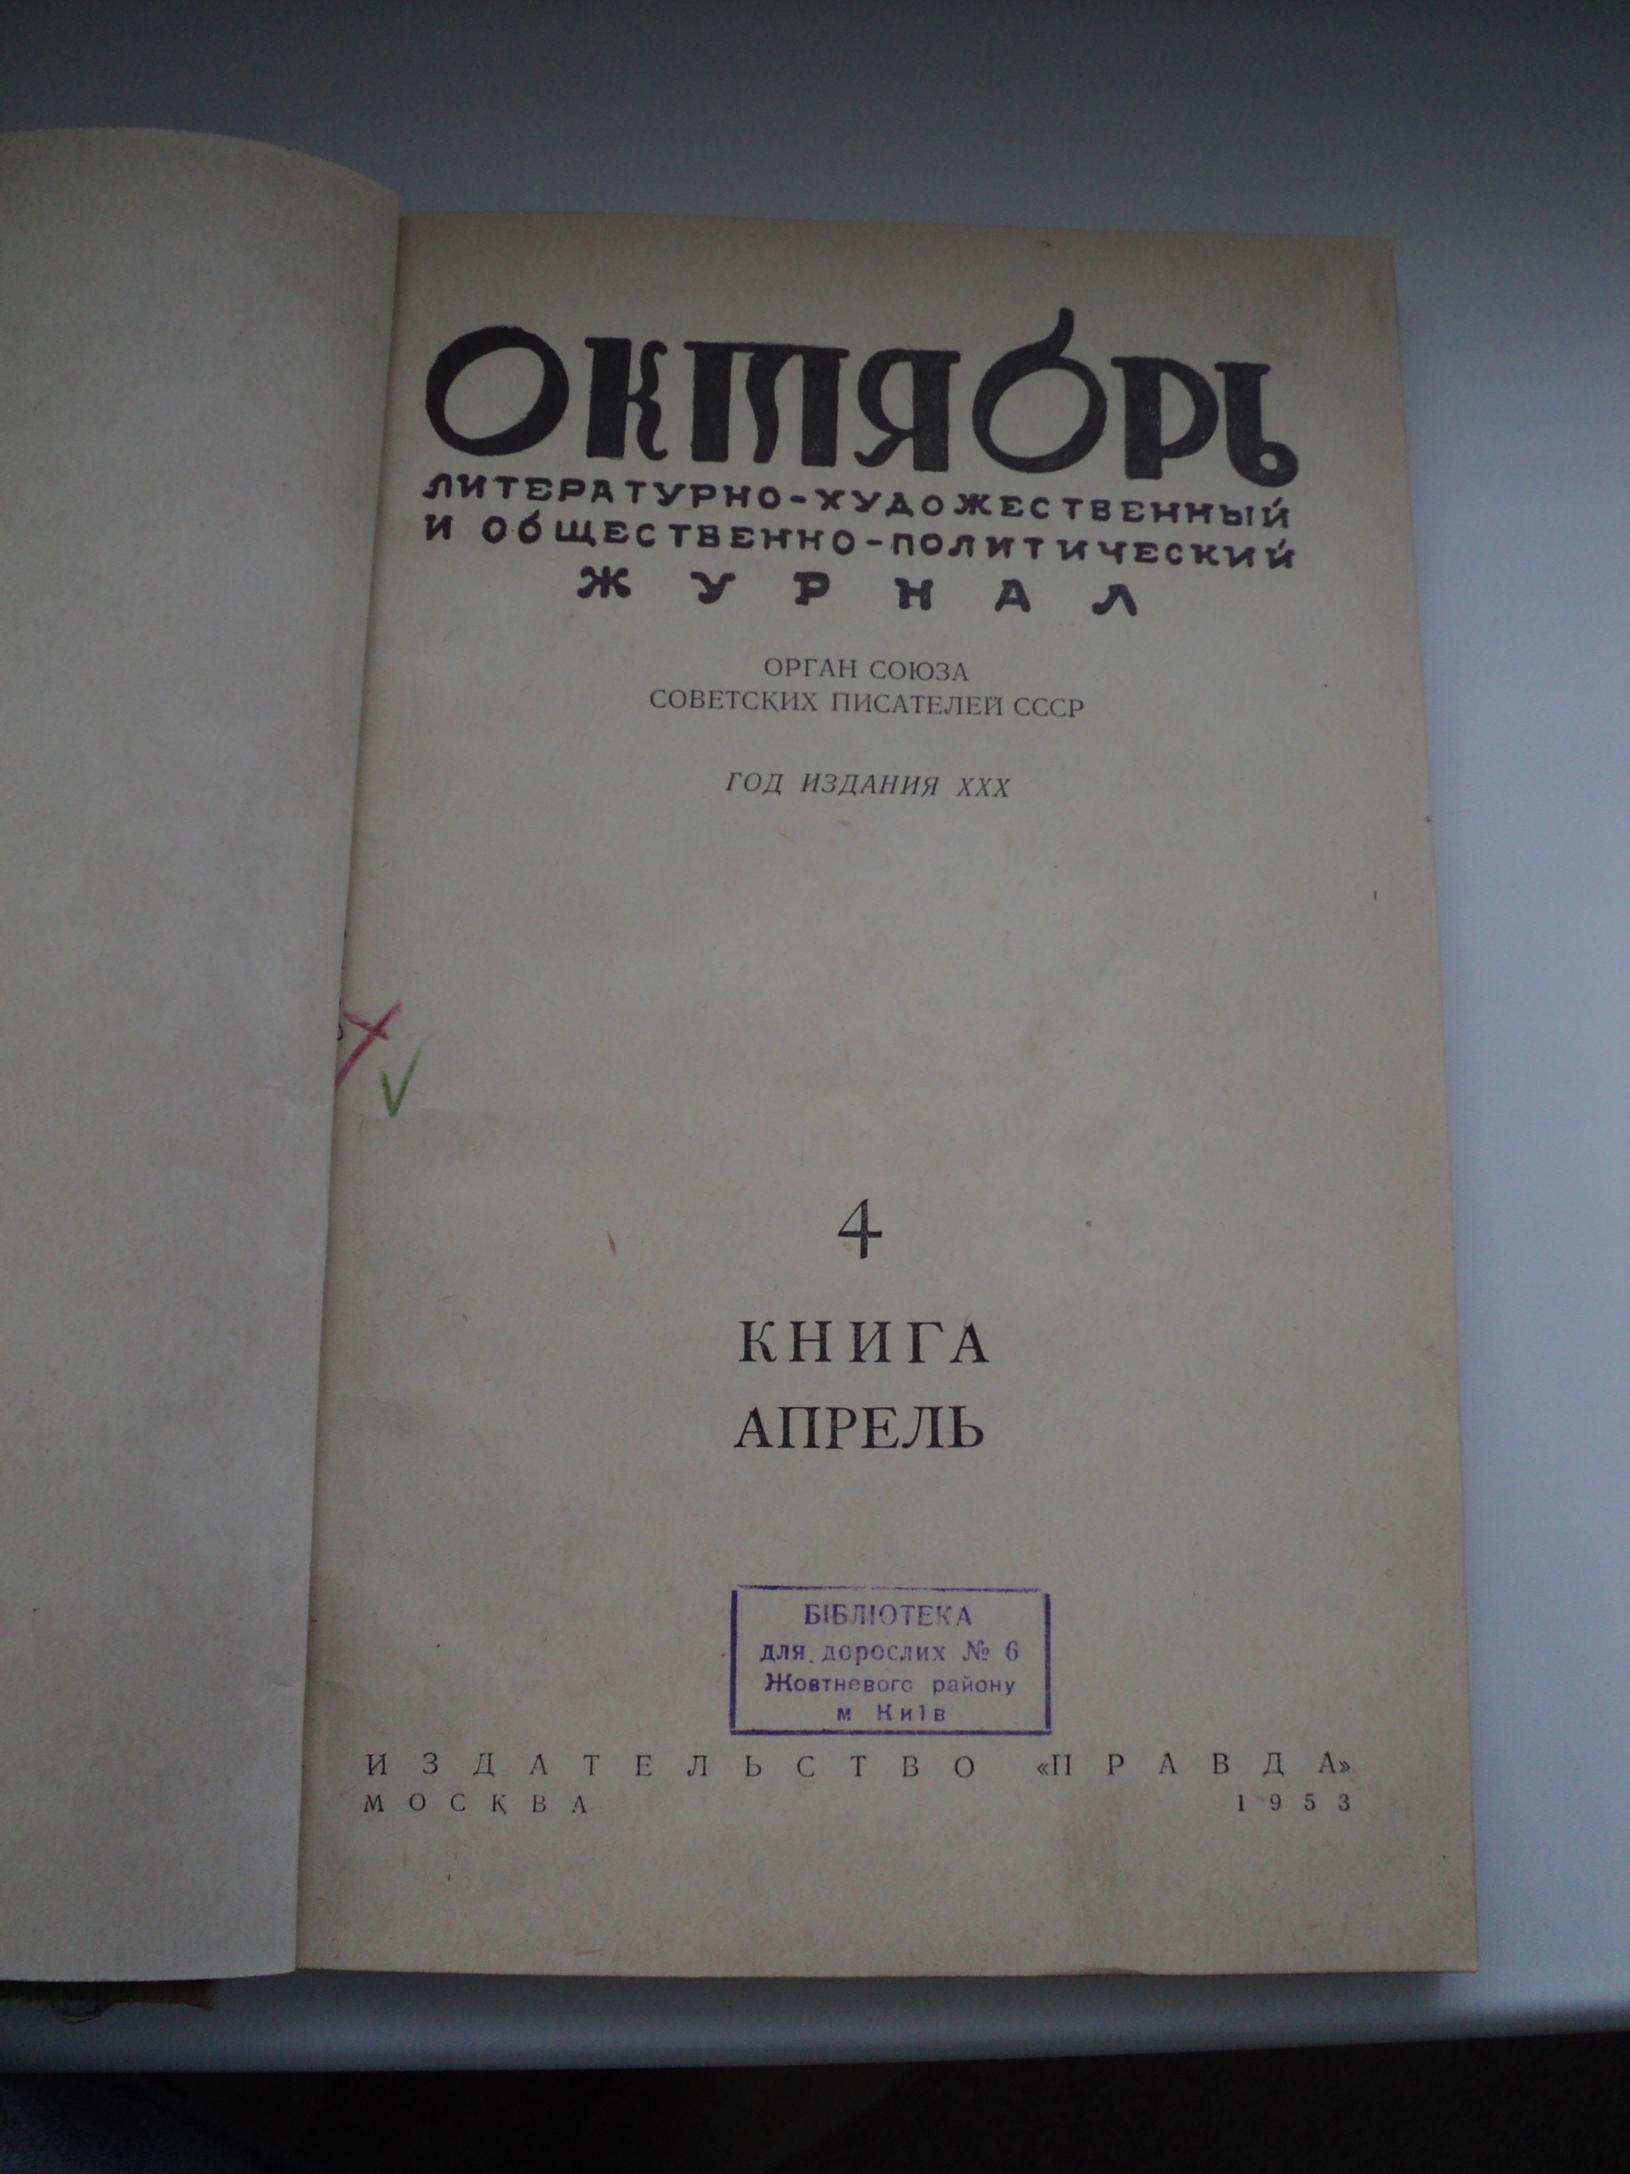 ОКТЯБРЬ
ЛИТЕРАТУРНО-ХУДОЖЕСТВЕННЫЙ
И ОБЩЕСТВЕННО-ПОЛИТИЧЕСКИЙ
ЖУРНАЛ
ОРГАН СОЮЗА
СОВЕТСКИХ ПИСАТЕЛЕЙ СССР
ГОД ИЗДАНИЯ XXX
4
КНИГА
АПРЕЛЬ
БІБЛІОТЕКА
для дорослих № 6
Жовтневого району
м Київ
ИЗДАТЕЛЬСТВО «ПРАВДА»
МОСКВА 1953